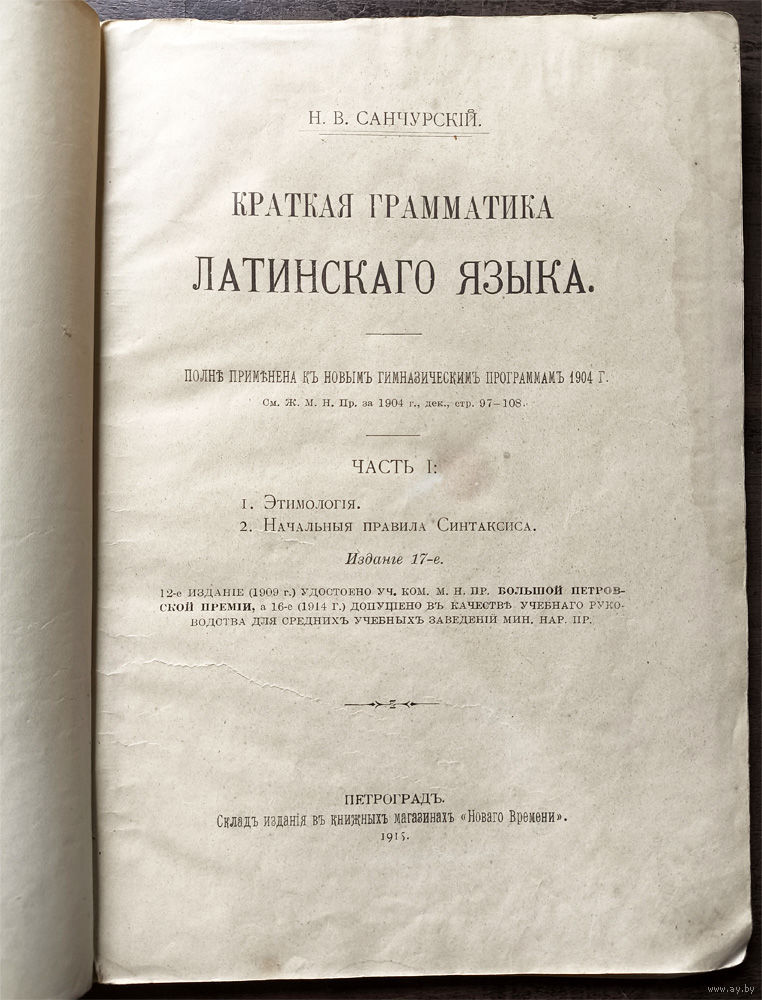 Н. В. САНЧУРСКІЙ.
КРАТКАЯ ГРАММАТИКА
ЛАТИНСКАГО ЯЗЫКА.
ПОЛНѢ ПРИМѢНЕНА КЪ НОВЫМЪ ГИМНАЗИЧЕСКИМЪ ПРОГРАММАМЪ 1904 Г.
См. Ж. М. Н. Пр. за 1904 г., дек., стр. 97—108.
ЧАСТЬ I:
1. Этимологія.
2. Начальныя правила Синтаксиса.
Изданіе 17-е.
12-е ИЗДАНІЕ (1909 г.) УДОСТОЕНО УЧ. КОМ. М. Н. ПР. БОЛЬШОЙ ПЕТРОВ-
СКОЙ ПРЕМІИ, а 16-е (1914 Г.) ДОПУЩЕНО ВЪ КАЧЕСТВѢ УЧЕБНАГО РУКО-
ВОДСТВА ДЛЯ СРЕДНИХЪ УЧЕБНЫХЪ ЗАВЕДЕНІЙ МИН. НАР. ПР.
ПЕТРОГРАДЪ.
Складъ изданія въ книжныхъ магазинахъ «Новаго Времени».
1915.
www.ay.by